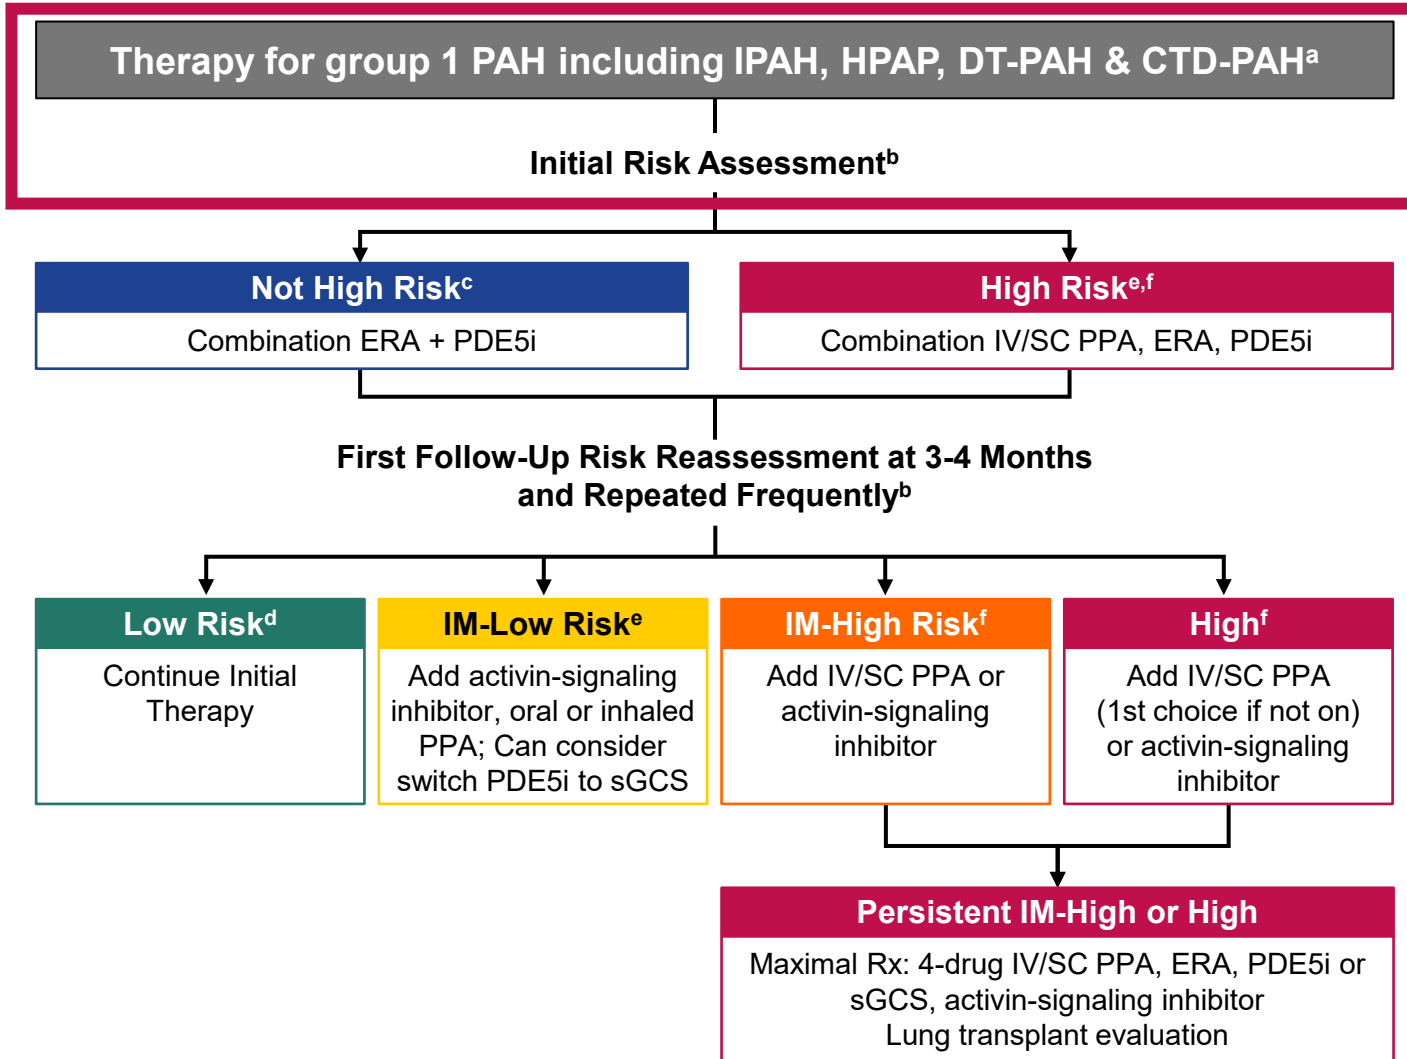 Therapy for group 1 PAH including IPAH, HPAP, DT-PAH & CTD-PAHᵃ
Initial Risk Assessmentᵇ
Not High Riskᶜ
Combination ERA + PDE5i
High Riskᵉ,ᶠ
Combination IV/SC PPA, ERA, PDE5i
First Follow-Up Risk Reassessment at 3-4 Months
and Repeated Frequentlyᵇ
Low Riskᵈ
Continue Initial
Therapy
IM-Low Riskᵉ
Add activin-signaling
inhibitor, oral or inhaled
PPA; Can consider
switch PDE5i to sGCS
IM-High Riskᶠ
Add IV/SC PPA or
activin-signaling
inhibitor
Highᶠ
Add IV/SC PPA
(1st choice if not on)
or activin-signaling
inhibitor
Persistent IM-High or High
Maximal Rx: 4-drug IV/SC PPA, ERA, PDE5i or
sGCS, activin-signaling inhibitor
Lung transplant evaluation